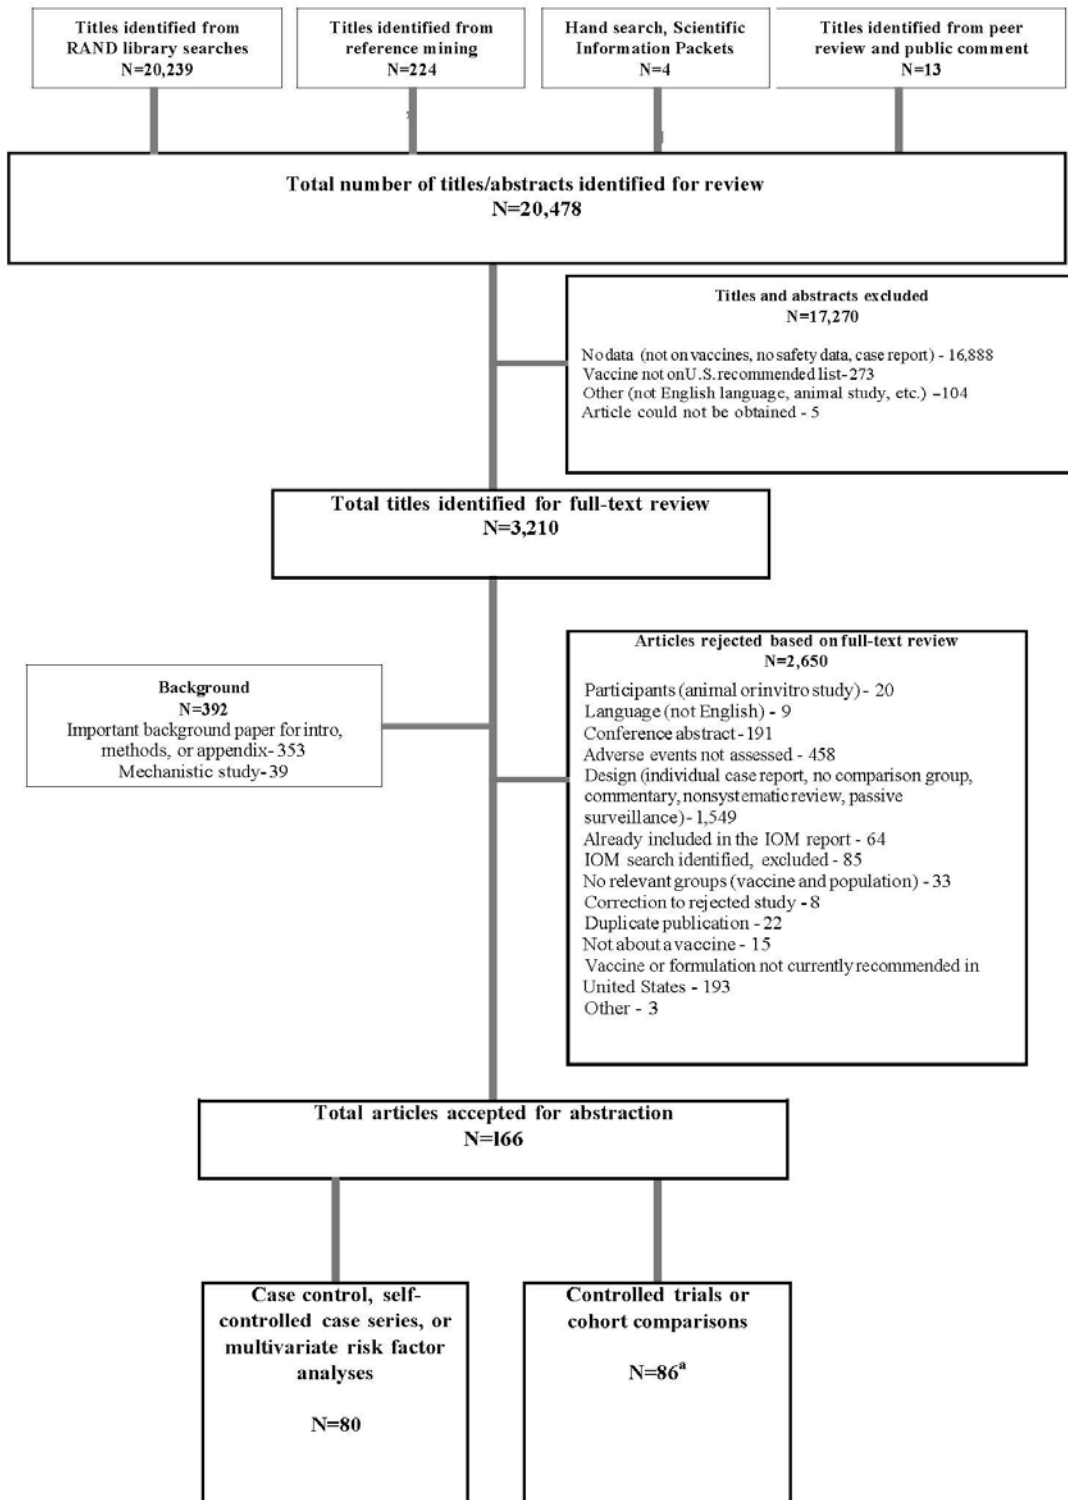 Titles identified from
RAND library searches
N=20,239
Titles identified from
reference mining
N=224
Hand search, Scientific
Information Packets
N=4
Titles identified from peer
review and public comment
N=13
Total number of titles/abstracts identified for review
N=20,478
Titles and abstracts excluded
N=17,270
No data (not on vaccines, no safety data, case report) - 16,888
Vaccine not on U.S. recommended list-273
Other (not English language, animal study, etc.) –104
Article could not be obtained - 5
Total titles identified for full-text review
N=3,210
Background
N=392
Important background paper for intro,
methods, or appendix- 353
Mechanistic study- 39
Articles rejected based on full-text review
N=2,650
Participants (animal or invitro study) - 20
Language (not English) - 9
Conference abstract - 191
Adverse events not assessed - 458
Design (individual case report, no comparison group,
commentary, nonsystematic review, passive
surveillance) - 1,549
Already included in the IOM report - 64
IOM search identified, excluded - 85
No relevant groups (vaccine and population) - 33
Correction to rejected study - 8
Duplicate publication - 22
Not about a vaccine - 15
Vaccine or formulation not currently recommended in
United States - 193
Other - 3
Total articles accepted for abstraction
N=166
Case control, self-
controlled case series, or
multivariate risk factor
analyses
N=80
Controlled trials or
cohort comparisons
N=86a